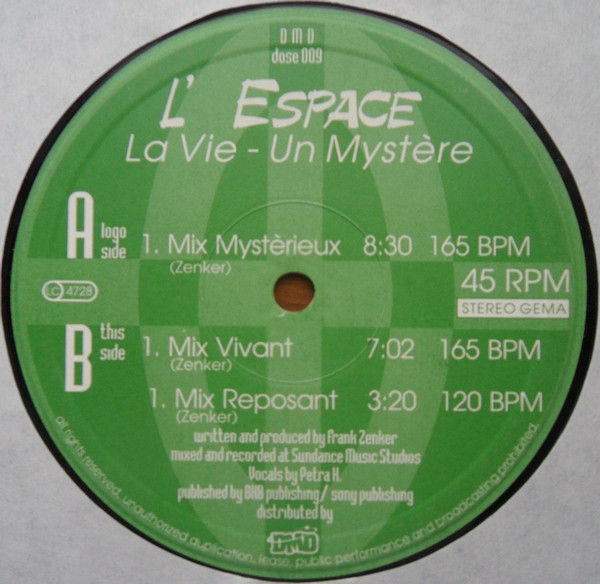 DMD
dose 009
L' ESPACE
La Vie - Un Mystère
A logo side
1. Mix Mystèrieux 8:30 165 BPM
(Zenker)
LC 4728
45 RPM
STEREO GEMA
B this side
1. Mix Vivant 7:02 165 BPM
(Zenker)
1. Mix Reposant 3:20 120 BPM
(Zenker)
written and produced by Frank Zenker
mixed and recorded at Sundance Music Studios
Vocals by Petra H.
published by publishing/ sony publishing
distributed by
DMD
all rights reserved. unauthorized duplication, lease, public performance and broadcasting prohibited.